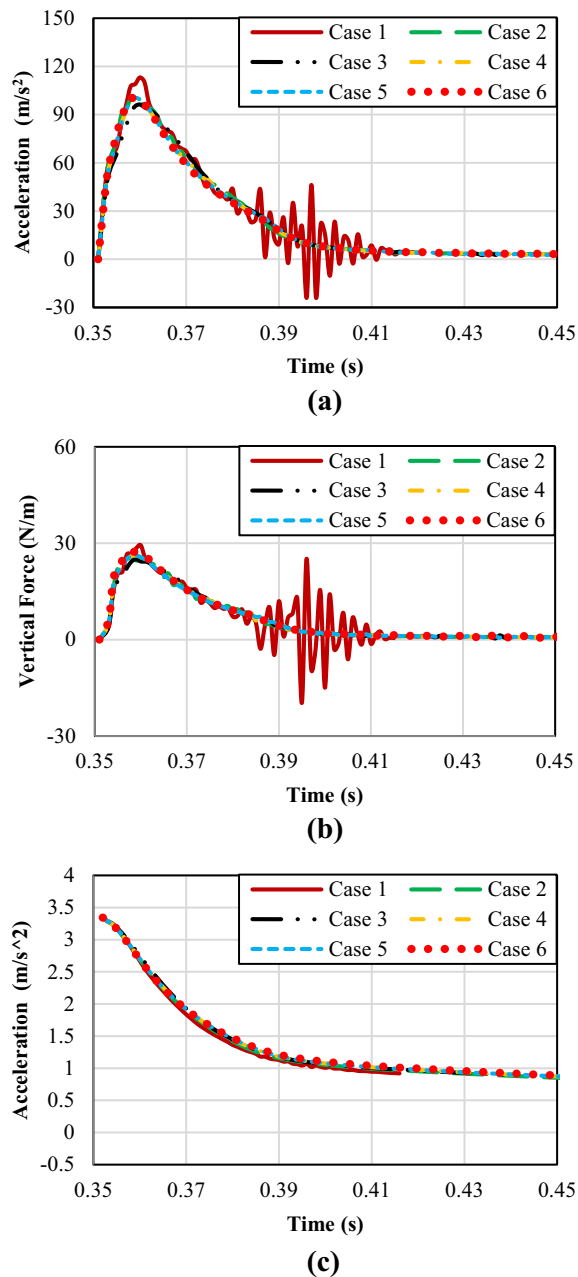 150
120
90
60
30
0
-30
Acceleration (m/s²)
Case 1 Case 2
Case 3 Case 4
Case 5 Case 6
0.35 0.37 0.39 0.41 0.43 0.45
Time (s)
(a)
60
30
0
-30
Vertical Force (N/m)
Case 1 Case 2
Case 3 Case 4
Case 5 Case 6
0.35 0.37 0.39 0.41 0.43 0.45
Time (s)
(b)
4
3.5
3
2.5
2
1.5
1
0.5
0
-0.5
Acceleration (m/s^2)
Case 1 Case 2
Case 3 Case 4
Case 5 Case 6
0.35 0.37 0.39 0.41 0.43 0.45
Time (s)
(c)